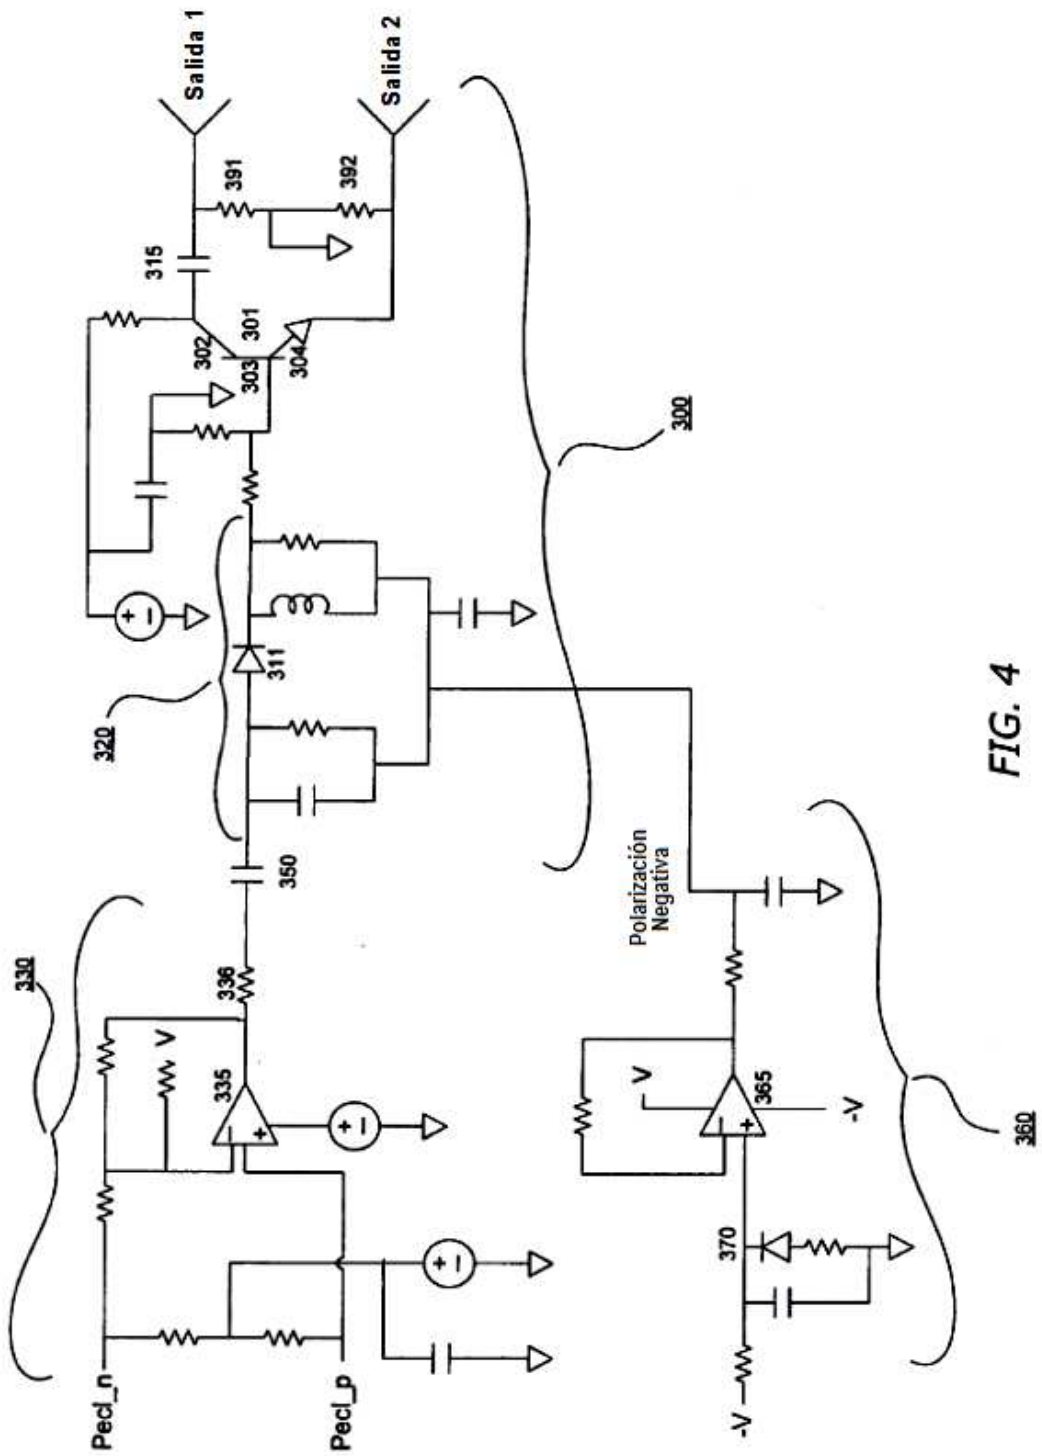 330
Pecl_n
Pecl_p
V
335
+
−
+
−
+
−
336
350
320
311
+
−
302
303
301
304
315
391
392
Salida 1
Salida 2
300
Polarización
Negativa
-V
370
V
−
+
365
-V
360
FIG. 4